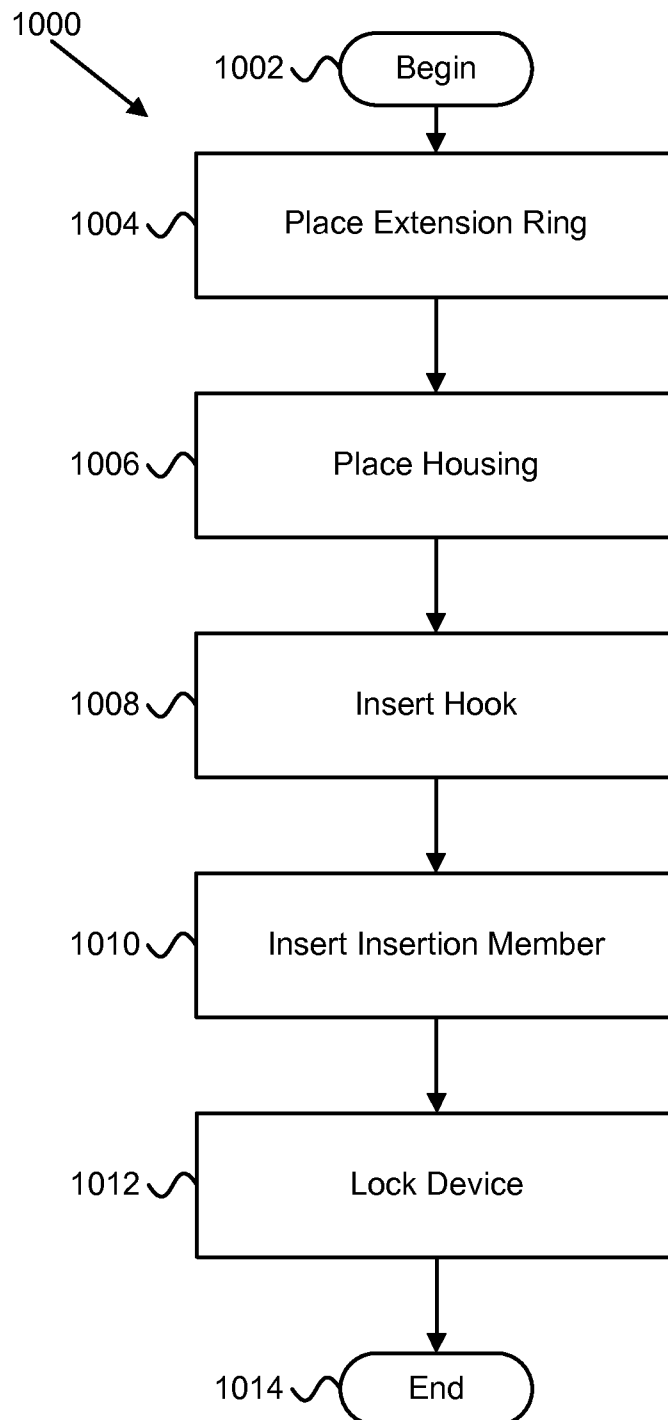 1000
1002 Begin
1004 Place Extension Ring
1006 Place Housing
1008 Insert Hook
1010 Insert Insertion Member
1012 Lock Device
1014 End